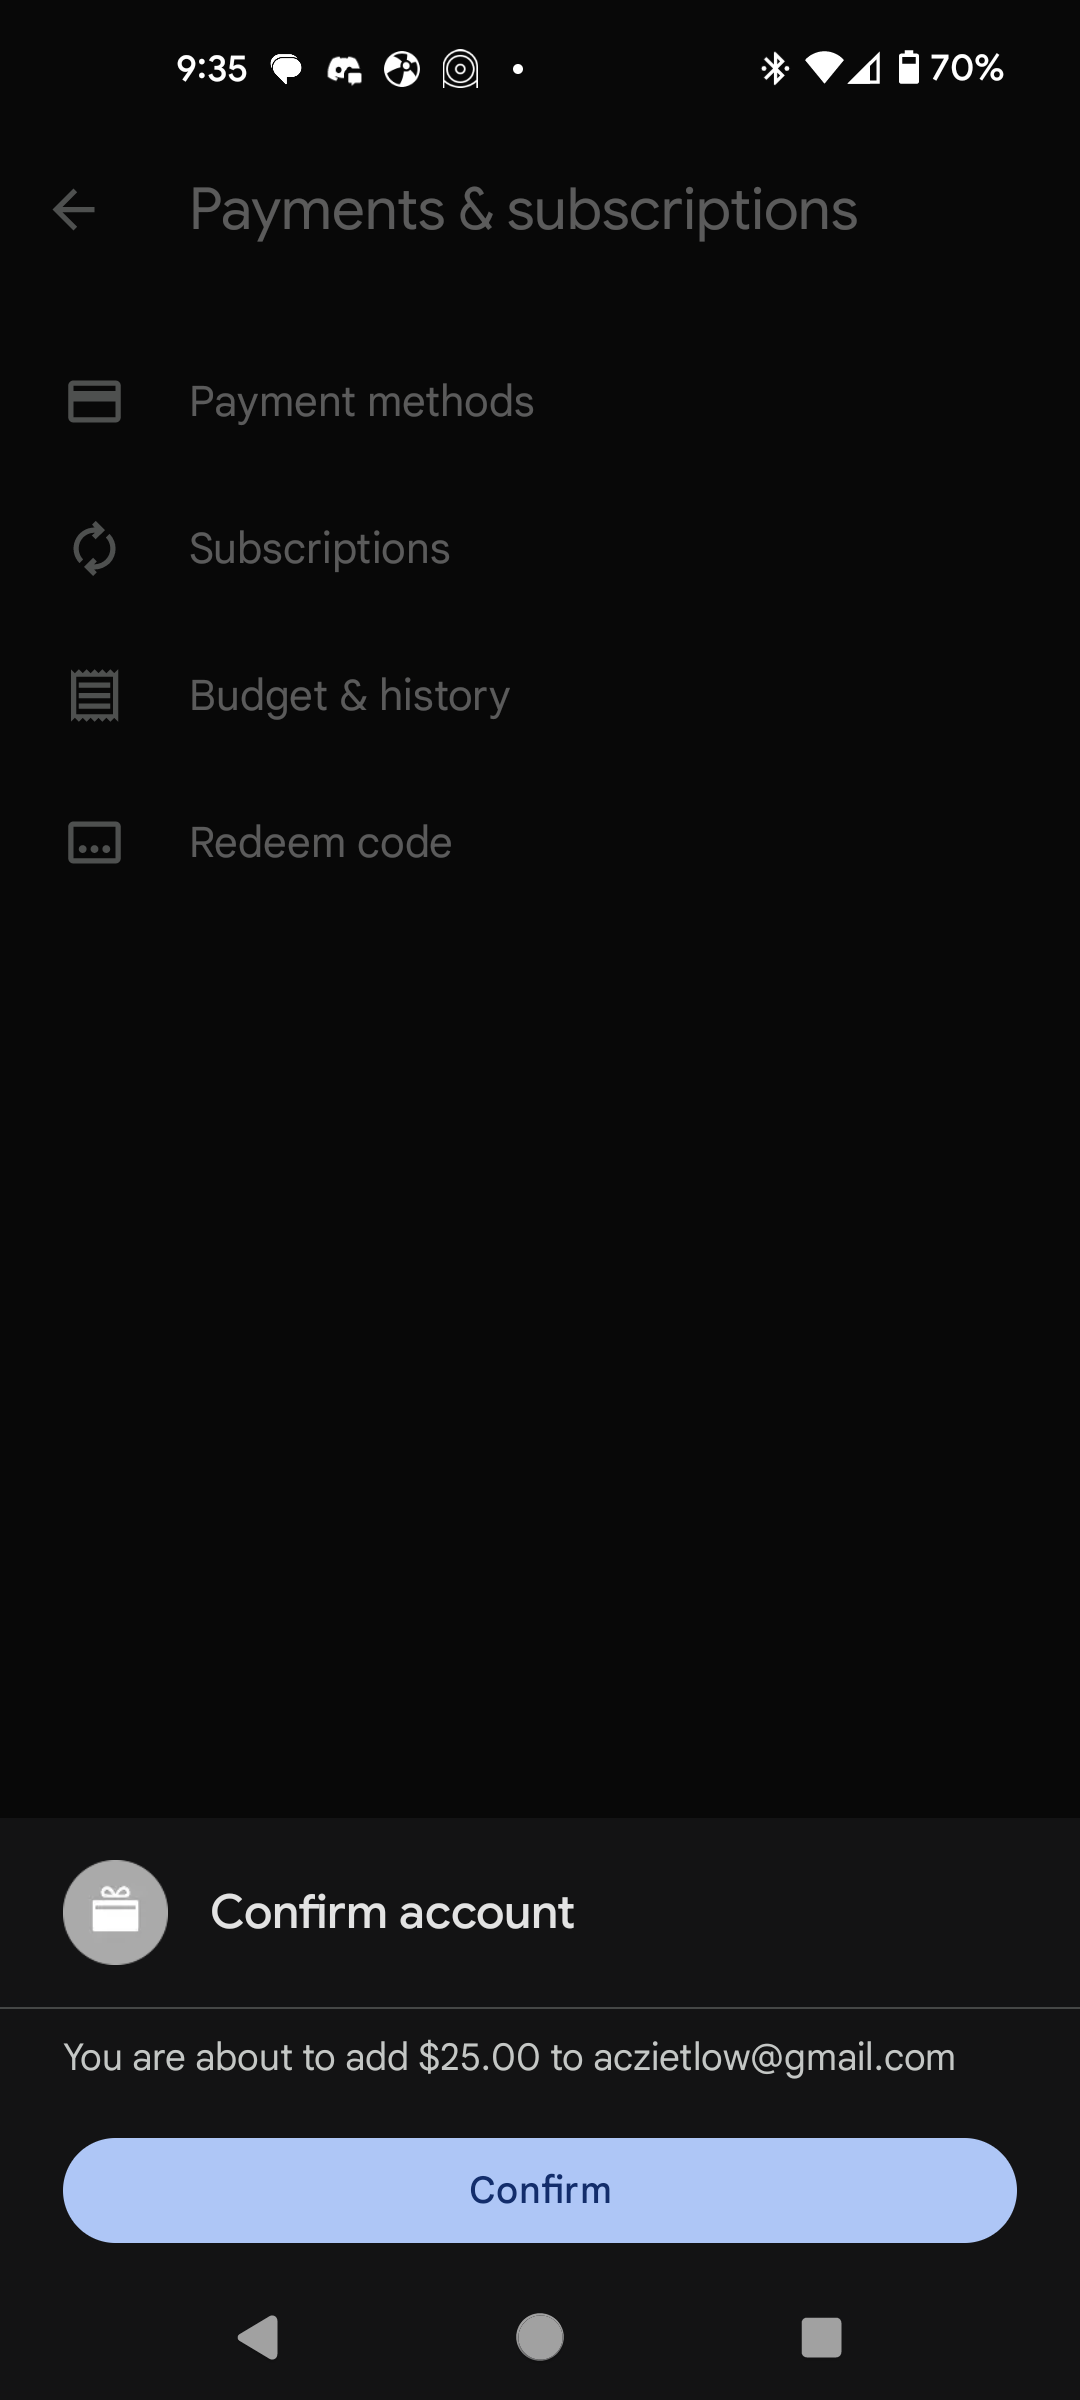 9:35
70%
Payments & subscriptions
Payment methods
Subscriptions
Budget & history
Redeem code
Confirm account
You are about to add $25.00 to aczietlow@gmail.com
Confirm